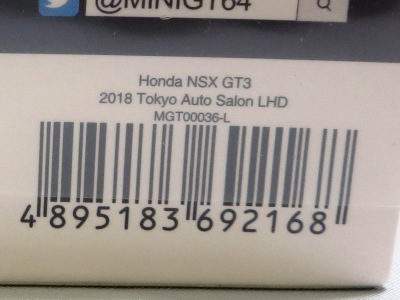 @MINIGT64
Honda NSX GT3
2018 Tokyo Auto Salon LHD
MGT00036-L
4 895183 692168